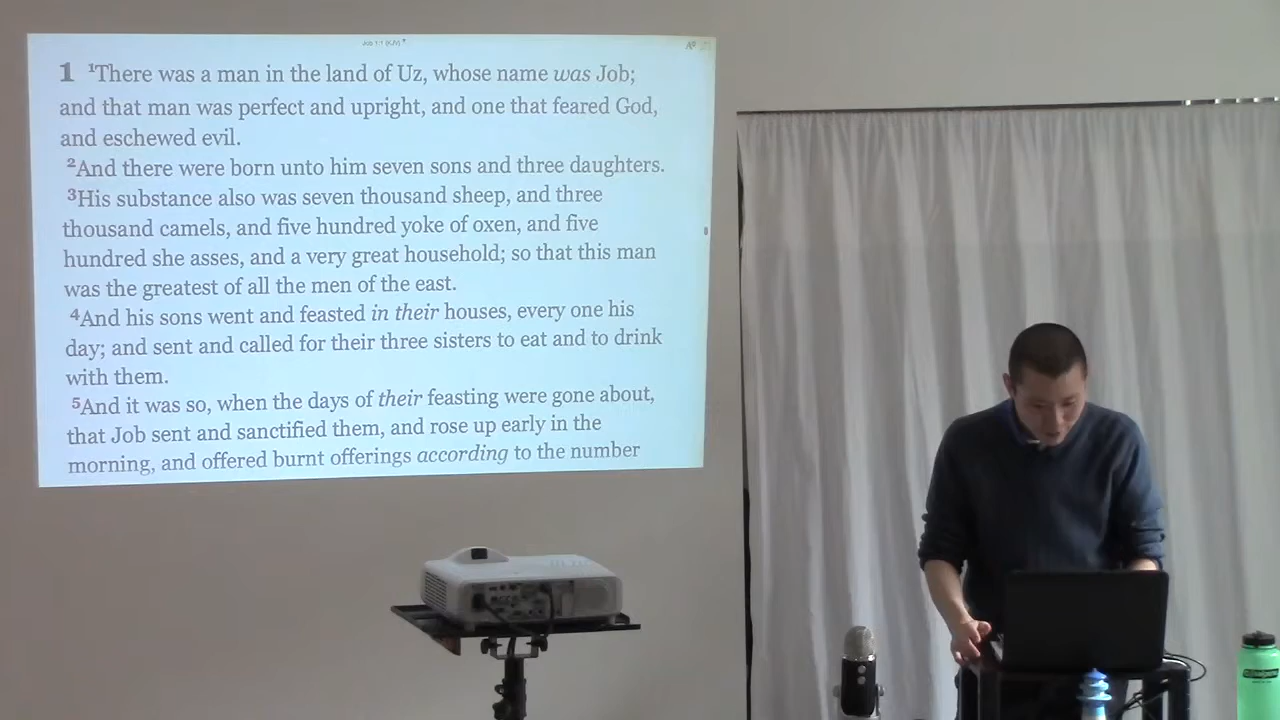 Job 1:1 (KJV)
1 ¹There was a man in the land of Uz, whose name was Job;
and that man was perfect and upright, and one that feared God,
and eschewed evil.
²And there were born unto him seven sons and three daughters.
³His substance also was seven thousand sheep, and three
thousand camels, and five hundred yoke of oxen, and five
hundred she asses, and a very great household; so that this man
was the greatest of all the men of the east.
⁴And his sons went and feasted in their houses, every one his
day; and sent and called for their three sisters to eat and to drink
with them.
⁵And it was so, when the days of their feasting were gone about,
that Job sent and sanctified them, and rose up early in the
morning, and offered burnt offerings according to the number